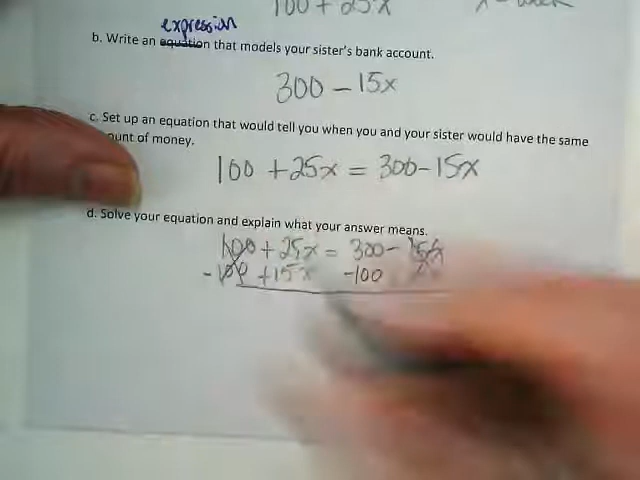 100 + 25x
expression
b. Write an equation that models your sister's bank account.
300 - 15x
c. Set up an equation that would tell you when you and your sister would have the same
ount of money.
100 + 25x = 300 - 15x
d. Solve your equation and explain what your answer means.
100 + 25x = 300 - 15x
- 100 + 15x - 100